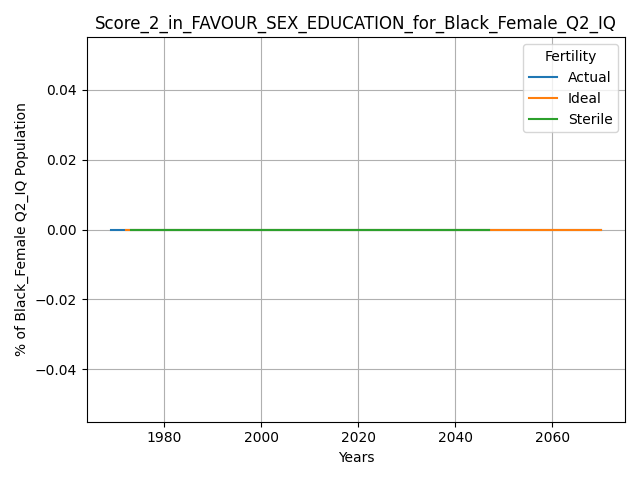 Score_2_in_FAVOUR_SEX_EDUCATION_for_Black_Female_Q2_IQ
Fertility
Actual
Ideal
Sterile
0.04
0.02
0.00
−0.02
−0.04
% of Black_Female Q2_IQ Population
1980 2000 2020 2040 2060
Years